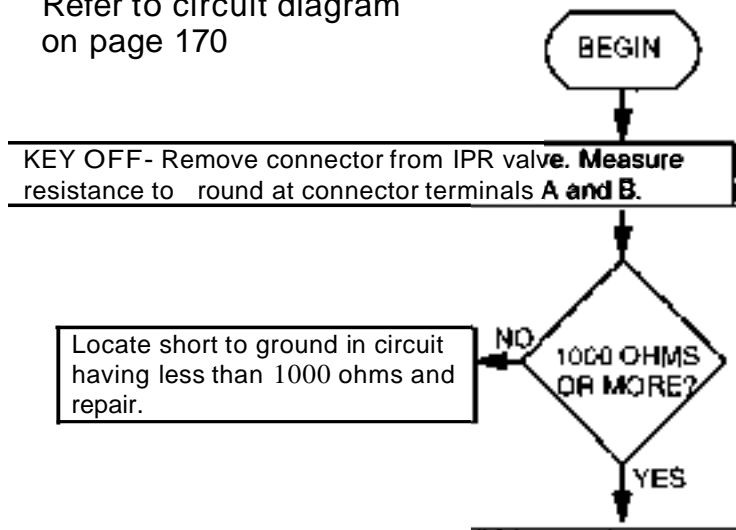 Refer to circuit diagram
on page 170
BEGIN
KEY OFF- Remove connector from IPR valve. Measure
resistance to round at connector terminals A and B.
1000 OHMS
OR MORE?
NO
Locate short to ground in circuit
having less than 1000 ohms and
repair.
YES